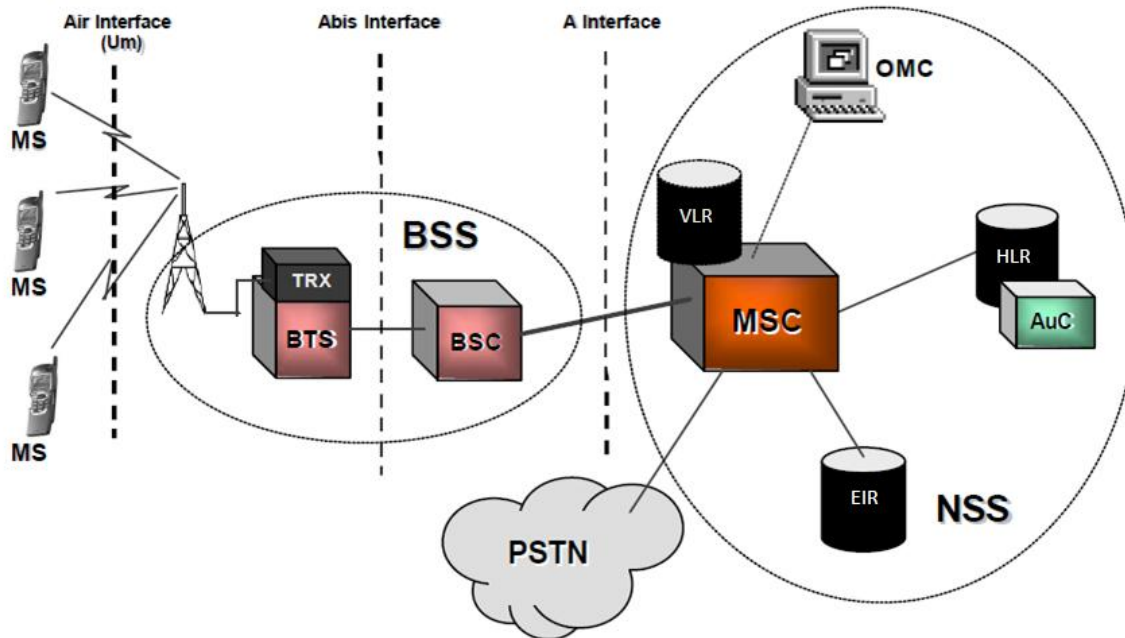 Air Interface
(Um)
Abis Interface
A Interface
OMC
MS
VLR
MS
BSS
HLR
TRX
AuC
BTS
BSC
MSC
MS
EIR
NSS
PSTN